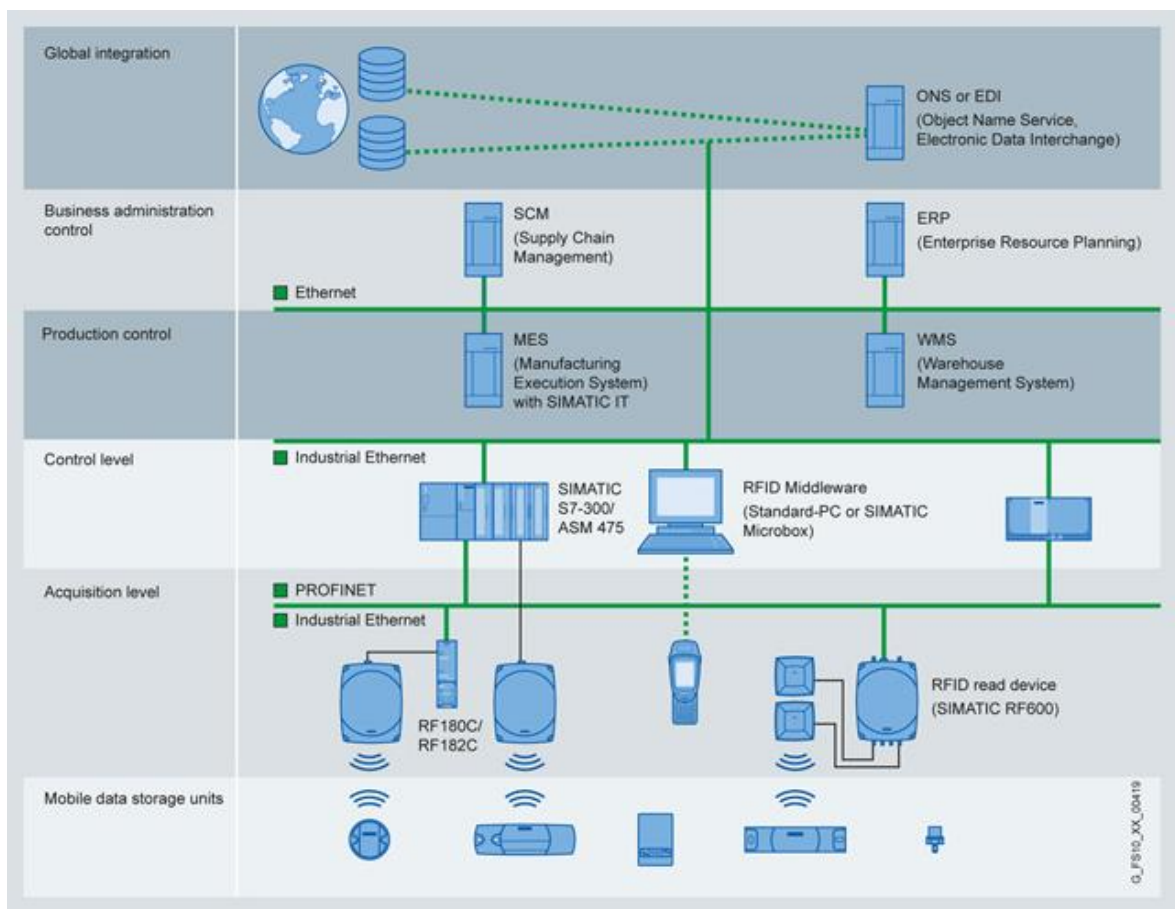 Global integration
ONS or EDI
(Object Name Service,
Electronic Data Interchange)
Business administration
control
SCM
(Supply Chain
Management)
ERP
(Enterprise Resource Planning)
Ethernet
Production control
MES
(Manufacturing
Execution System)
with SIMATIC IT
WMS
(Warehouse
Management System)
Control level
Industrial Ethernet
SIMATIC
S7-300/
ASM 475
RFID Middleware
(Standard-PC or SIMATIC
Microbox)
Acquisition level
PROFINET
Industrial Ethernet
RF180C/
RF182C
RFID read device
(SIMATIC RF600)
Mobile data storage units
G_FS10_XX_00419